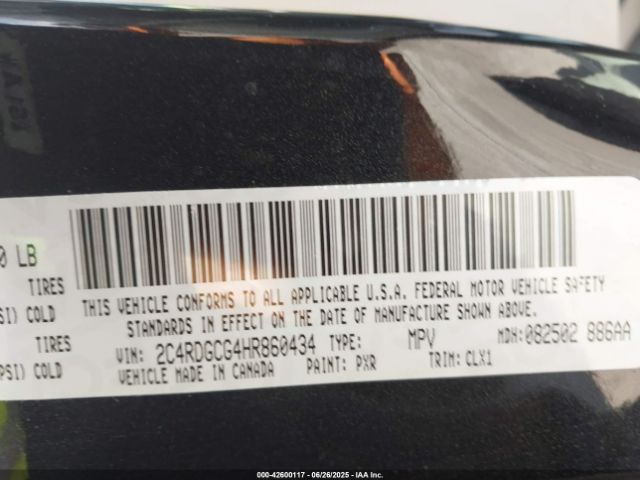 0 LB
TIRES
SI) COLD
TIRES
PSI) COLD
THIS VEHICLE CONFORMS TO ALL APPLICABLE U.S.A. FEDERAL MOTOR VEHICLE SAFETY
STANDARDS IN EFFECT ON THE DATE OF MANUFACTURE SHOWN ABOVE.
VIN: 2C4RDGCG4HR860434 TYPE: MPV MDH: 082502 886AA
VEHICLE MADE IN CANADA PAINT: PXR TRIM: CLX1
000-42600117 - 06/26/2025 - IAA Inc.